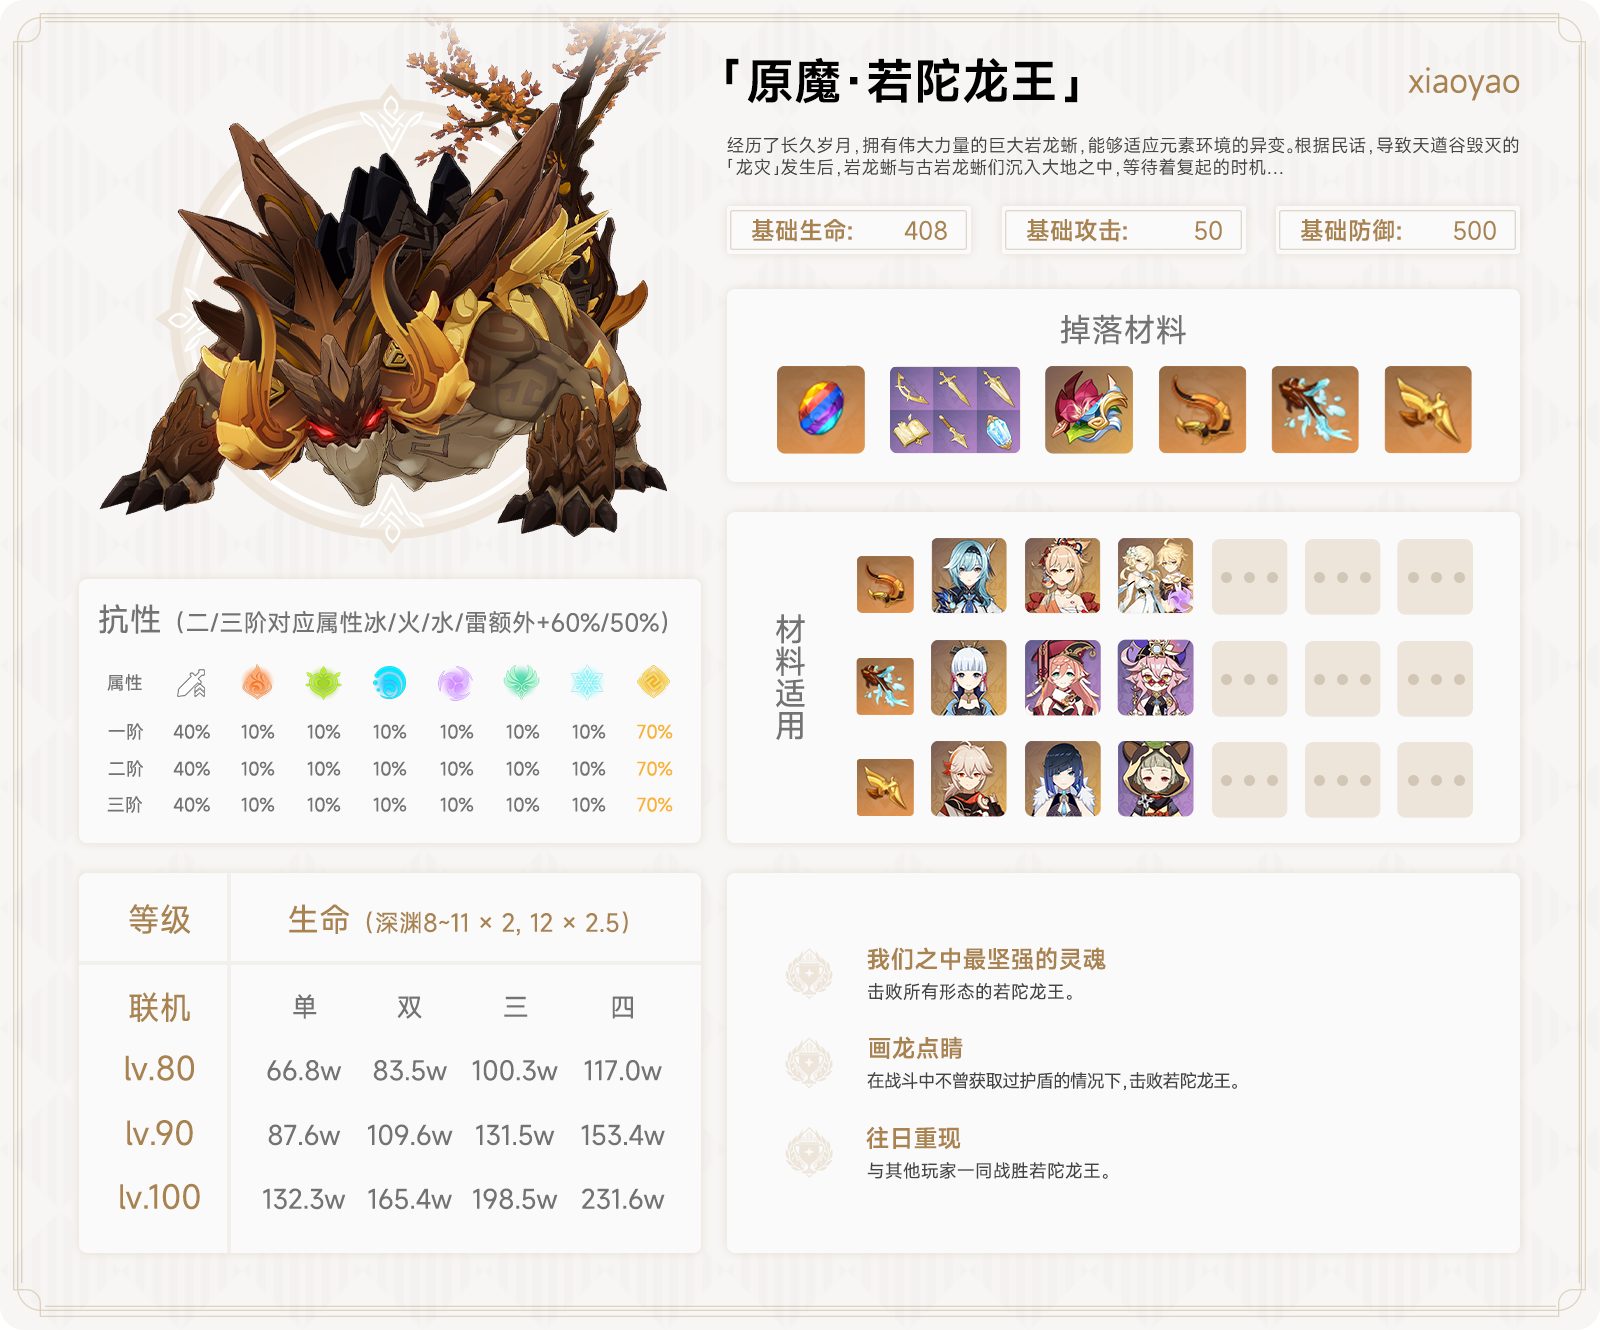 「原魔·若陀龙王」
xiaoyao
经历了长久岁月,拥有伟大力量的巨大岩龙蜥,能够适应元素环境的异变。根据民话,导致天遒谷毁灭的
「龙灾」发生后,岩龙蜥与古岩龙蜥们沉入大地之中,等待着复起的时机...
基础生命: 408
基础攻击: 50
基础防御: 500
掉落材料
材料适用
抗性 (二/三阶对应属性冰/火/水/雷额外+60%/50%)
属性
一阶 40% 10% 10% 10% 10% 10% 10% 70%
二阶 40% 10% 10% 10% 10% 10% 10% 70%
三阶 40% 10% 10% 10% 10% 10% 10% 70%
等级 生命 (深渊8~11 × 2, 12 × 2.5)
联机 单 双 三 四
lv.80 66.8w 83.5w 100.3w 117.0w
lv.90 87.6w 109.6w 131.5w 153.4w
lv.100 132.3w 165.4w 198.5w 231.6w
我们之中最坚强的灵魂
击败所有形态的若陀龙王。
画龙点睛
在战斗中不曾获取过护盾的情况下,击败若陀龙王。
往日重现
与其他玩家一同战胜若陀龙王。